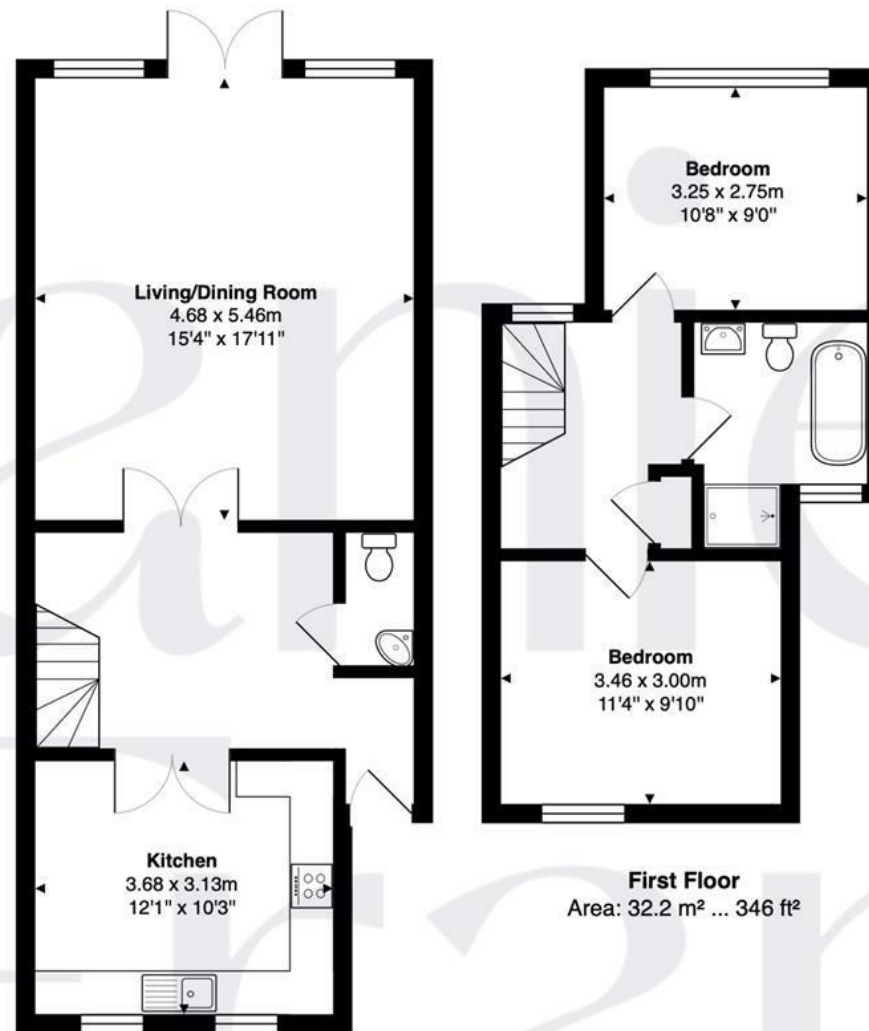 Living/Dining Room
4.68 x 5.46m
15'4" x 17'11"
Kitchen
3.68 x 3.13m
12'1" x 10'3"
Bedroom
3.25 x 2.75m
10'8" x 9'0"
Bedroom
3.46 x 3.00m
11'4" x 9'10"
First Floor
Area: 32.2 m² ... 346 ft²